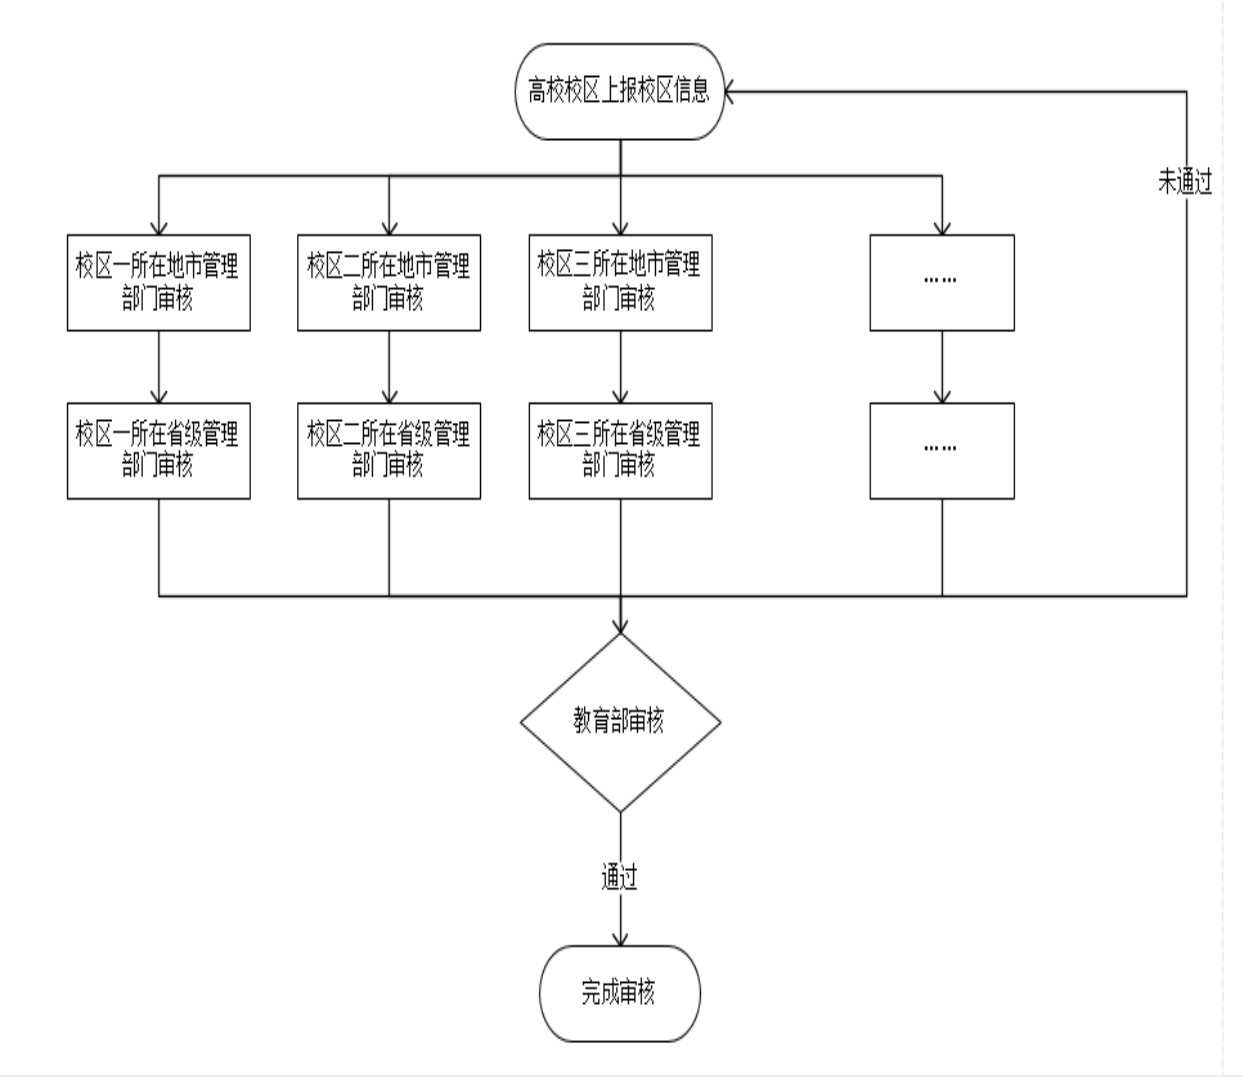 高校校区上报校区信息
未通过
校区一所在地市管理
部门审核
校区二所在地市管理
部门审核
校区三所在地市管理
部门审核
……
校区一所在省级管理
部门审核
校区二所在省级管理
部门审核
校区三所在省级管理
部门审核
……
教育部审核
通过
完成审核